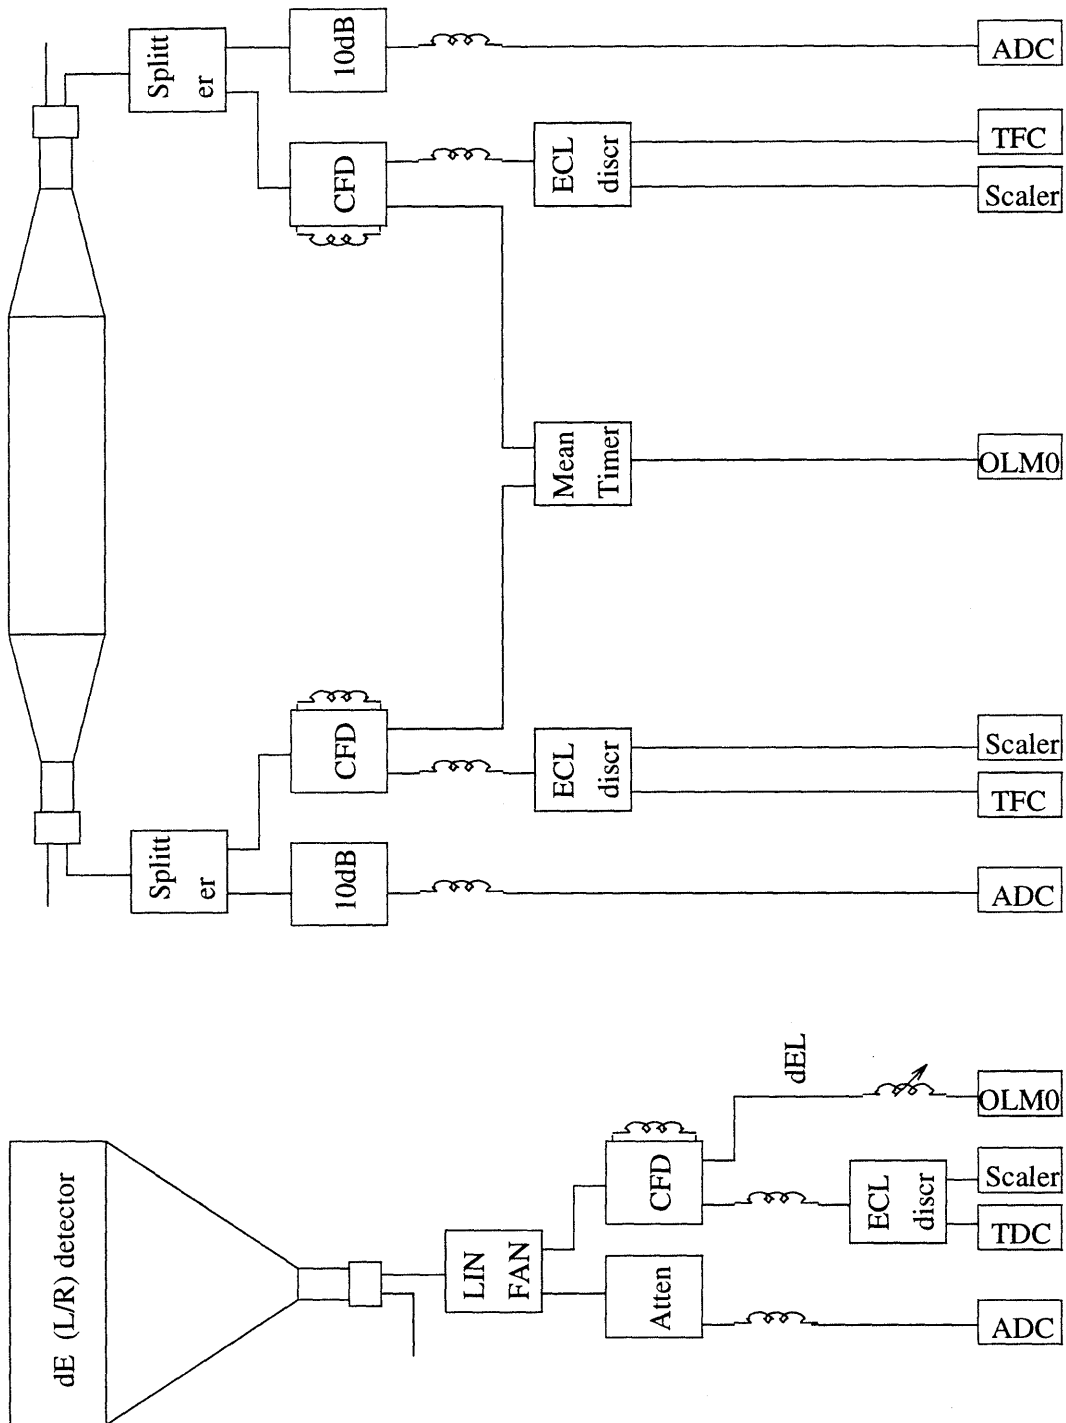 Splitt
er
10dB
ADC
CFD
ECL
discr
TFC
Scaler
Mean
Timer
OLM0
CFD
ECL
discr
Scaler
TFC
Splitt
er
10dB
ADC
dE (L/R) detector
LIN
FAN
CFD
dEL
OLM0
ECL
discr
Scaler
TDC
Atten
ADC